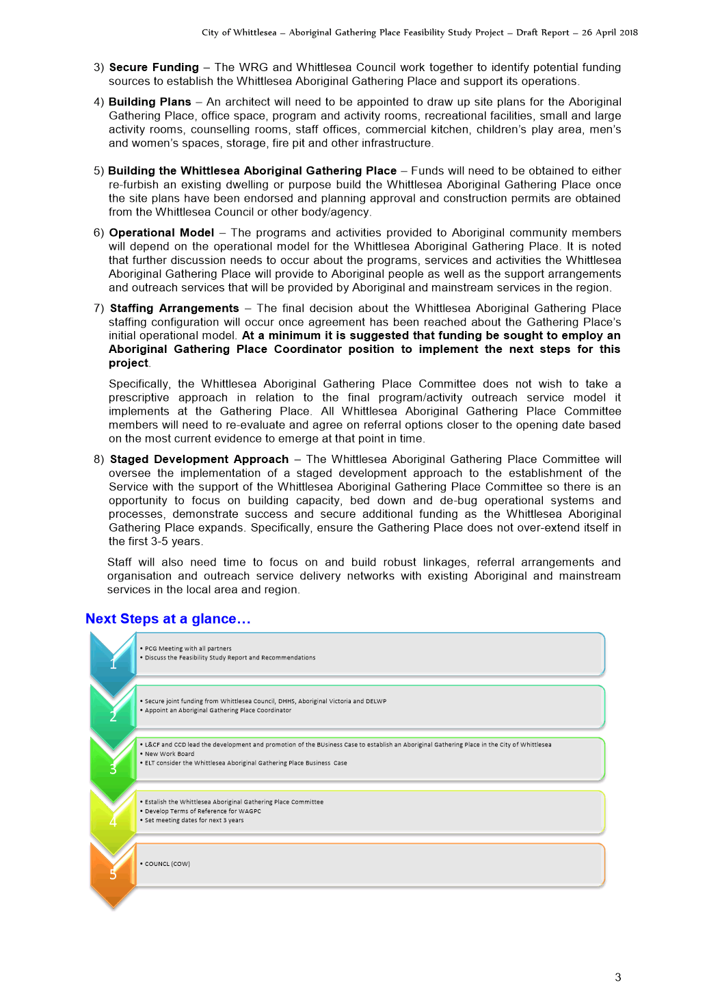 City of Whittlesea – Aboriginal Gathering Place Feasibility Study Project – Draft Report – 26 April 2018
3) Secure Funding – The WRG and Whittlesea Council work together to identify potential funding
sources to establish the Whittlesea Aboriginal Gathering Place and support its operations.
4) Building Plans – An architect will need to be appointed to draw up site plans for the Aboriginal
Gathering Place, office space, program and activity rooms, recreational facilities, small and large
activity rooms, counselling rooms, staff offices, commercial kitchen, children's play area, men's
and women's spaces, storage, fire pit and other infrastructure.
5) Building the Whittlesea Aboriginal Gathering Place – Funds will need to be obtained to either
re-furbish an existing dwelling or purpose build the Whittlesea Aboriginal Gathering Place once
the site plans have been endorsed and planning approval and construction permits are obtained
from the Whittlesea Council or other body/agency.
6) Operational Model – The programs and activities provided to Aboriginal community members
will depend on the operational model for the Whittlesea Aboriginal Gathering Place. It is noted
that further discussion needs to occur about the programs, services and activities the Whittlesea
Aboriginal Gathering Place will provide to Aboriginal people as well as the support arrangements
and outreach services that will be provided by Aboriginal and mainstream services in the region.
7) Staffing Arrangements – The final decision about the Whittlesea Aboriginal Gathering Place
staffing configuration will occur once agreement has been reached about the Gathering Place's
initial operational model. At a minimum it is suggested that funding be sought to employ an
Aboriginal Gathering Place Coordinator position to implement the next steps for this
project.
Specifically, the Whittlesea Aboriginal Gathering Place Committee does not wish to take a
prescriptive approach in relation to the final program/activity outreach service model it
implements at the Gathering Place. All Whittlesea Aboriginal Gathering Place Committee
members will need to re-evaluate and agree on referral options closer to the opening date based
on the most current evidence to emerge at that point in time.
8) Staged Development Approach – The Whittlesea Aboriginal Gathering Place Committee will
oversee the implementation of a staged development approach to the establishment of the
Service with the support of the Whittlesea Aboriginal Gathering Place Committee so there is an
opportunity to focus on building capacity, bed down and de-bug operational systems and
processes, demonstrate success and secure additional funding as the Whittlesea Aboriginal
Gathering Place expands. Specifically, ensure the Gathering Place does not over-extend itself in
the first 3-5 years.
Staff will also need time to focus on and build robust linkages, referral arrangements and
organisation and outreach service delivery networks with existing Aboriginal and mainstream
services in the local area and region.
Next Steps at a glance…
1
• PCG Meeting with all partners
• Discuss the Feasibility Study Report and Recommendations
2
• Secure joint funding from Whittlesea Council, DHHS, Aboriginal Victoria and DELWP
• Appoint an Aboriginal Gathering Place Coordinator
3
• L&CF and CCD lead the development and promotion of the BUsiness Case to establish an Aboriginal Gathering Place in the City of Whittlesea
• New Work Board
• ELT consider the Whittlesea Aboriginal Gathering Place Business Case
4
• Estalish the Whittlesea Aboriginal Gathering Place Committee
• Develop Terms of Reference for WAGPC
• Set meeting dates for next 3 years
5
• COUNCL (COW)
3